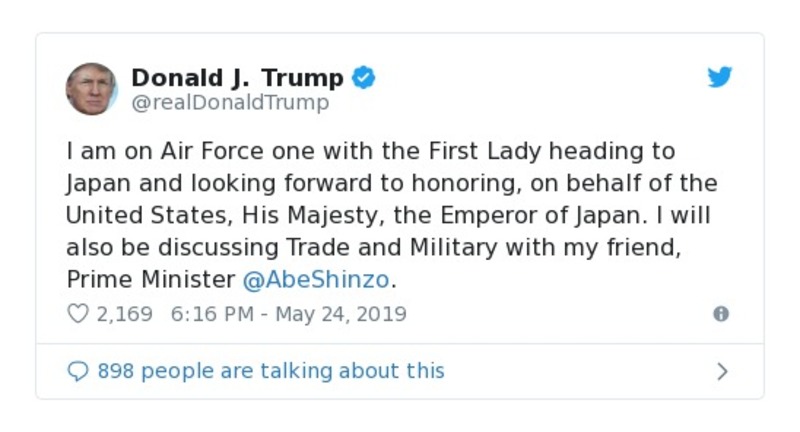 Donald J. Trump
@realDonaldTrump
I am on Air Force one with the First Lady heading to
Japan and looking forward to honoring, on behalf of the
United States, His Majesty, the Emperor of Japan. I will
also be discussing Trade and Military with my friend,
Prime Minister @AbeShinzo.
2,169 6:16 PM - May 24, 2019
898 people are talking about this